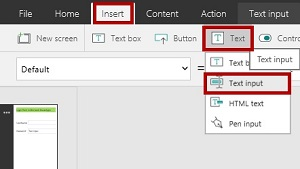 File Home Insert Content Action Text input
New screen Text box Button Text Contro
Default =
Text b
Text input
Text input
HTML text
Pen input